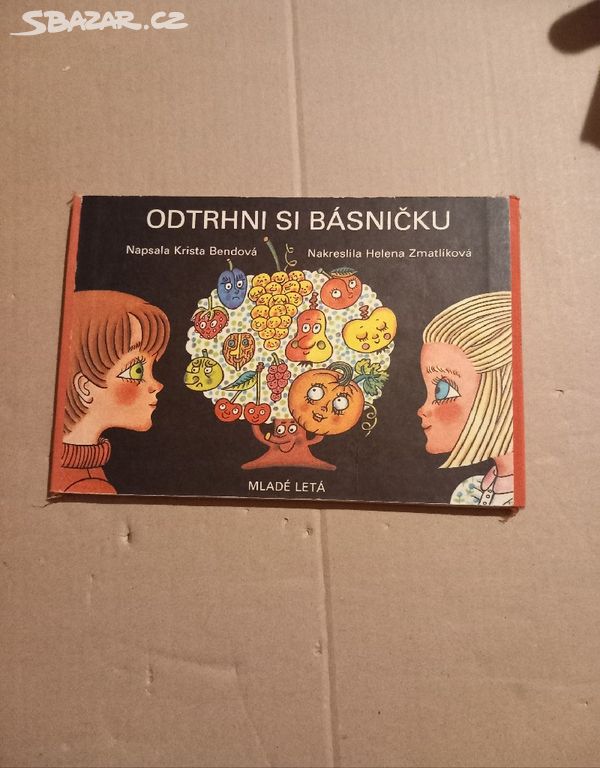 SBAZAR.CZ
ODTRHNI SI BÁSNIČKU
Napsala Krista Bendová Nakreslila Helena Zmatlíková
MLADÉ LETÁ